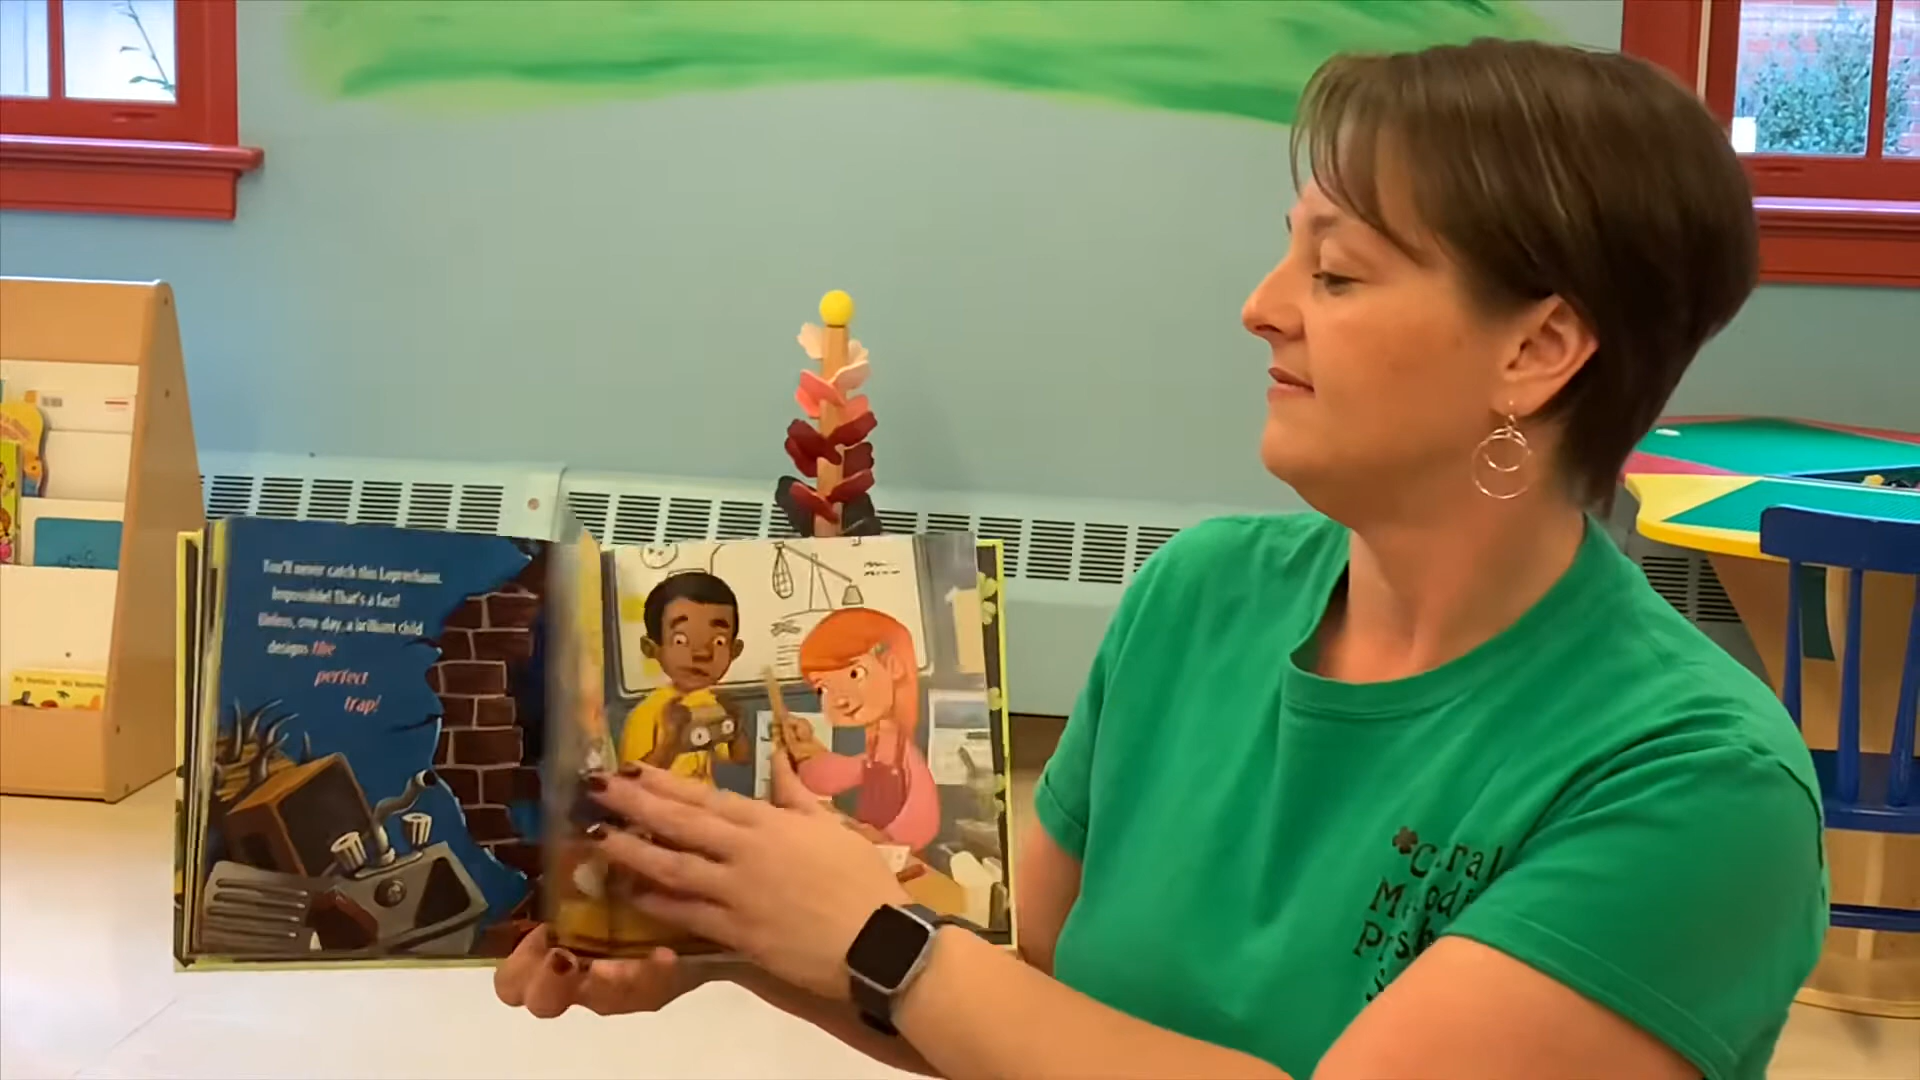 You'll never catch this Leprechaun.
Impossible! That's a fact!
Unless, one day, a brilliant child
designs the
perfect
trap!